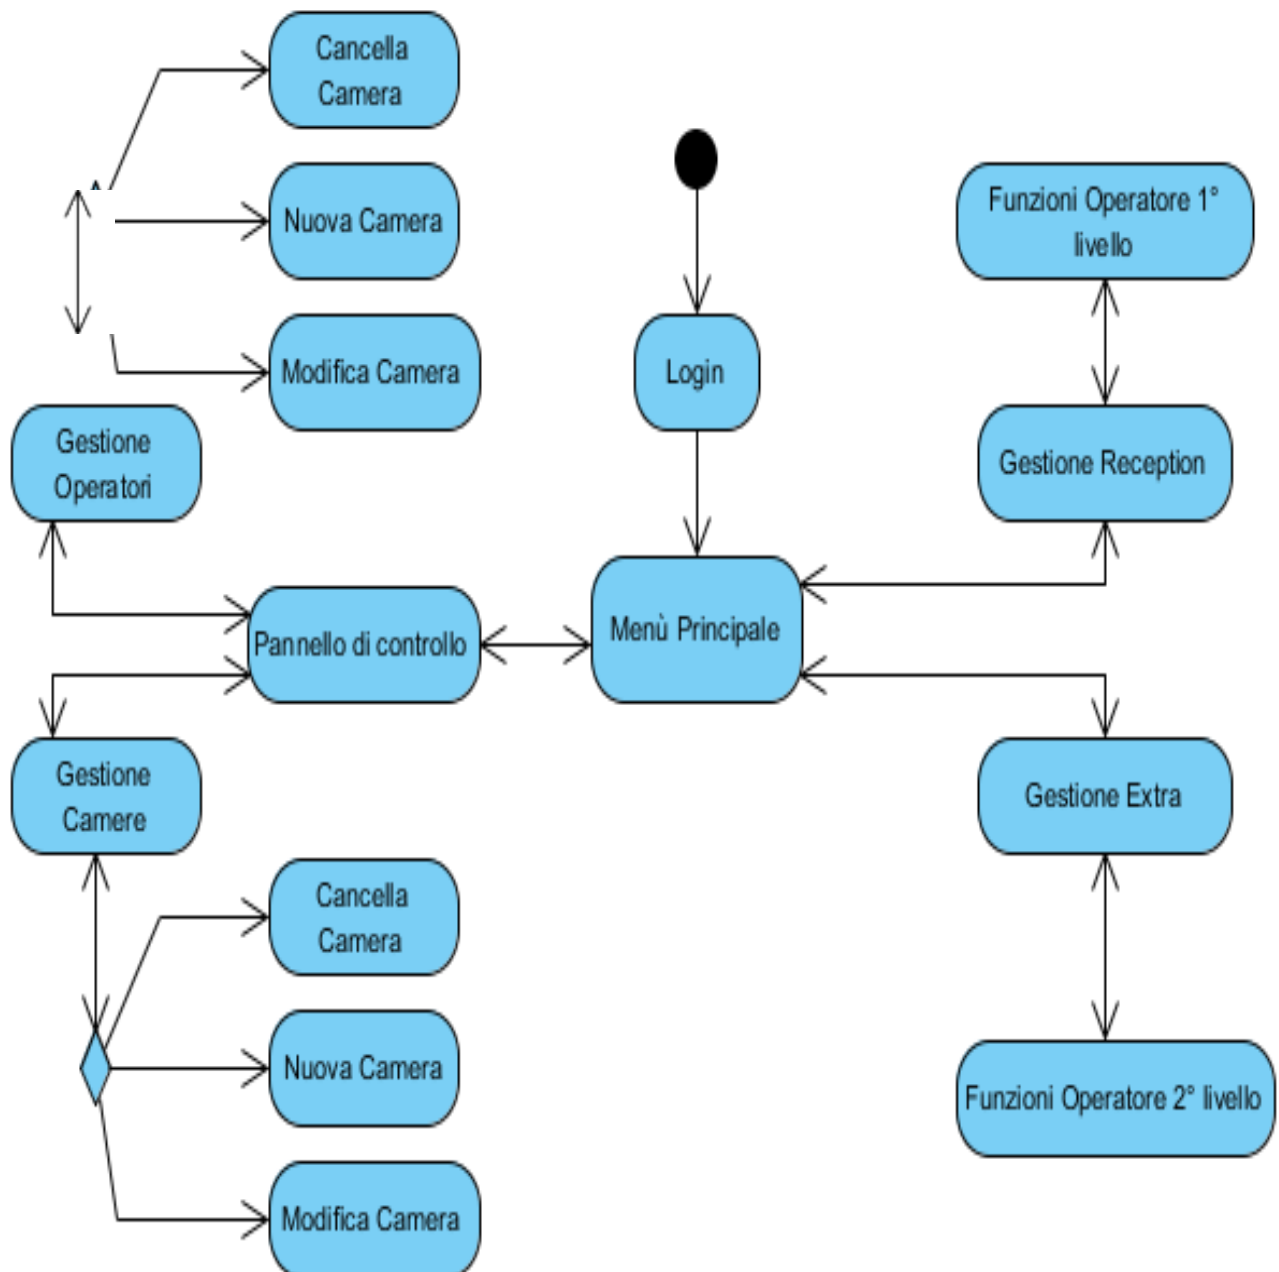 Cancella
Camera
Nuova Camera
Modifica Camera
Gestione
Operatori
Pannello di controllo
Gestione
Camere
Cancella
Camera
Nuova Camera
Modifica Camera
Login
Menù Principale
Funzioni Operatore 1°
livello
Gestione Reception
Gestione Extra
Funzioni Operatore 2° livello